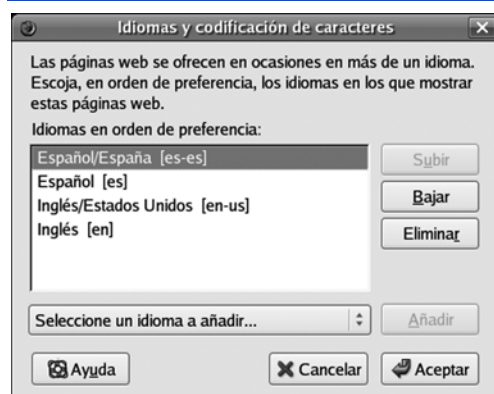 Idiomas y codificación de caracteres
Las páginas web se ofrecen en ocasiones en más de un idioma.
Escoja, en orden de preferencia, los idiomas en los que mostrar
estas páginas web.
Idiomas en orden de preferencia:
Español/España [es-es]
Español [es]
Inglés/Estados Unidos [en-us]
Inglés [en]
Subir
Bajar
Eliminar
Seleccione un idioma a añadir...
Añadir
Ayuda
Cancelar
Aceptar